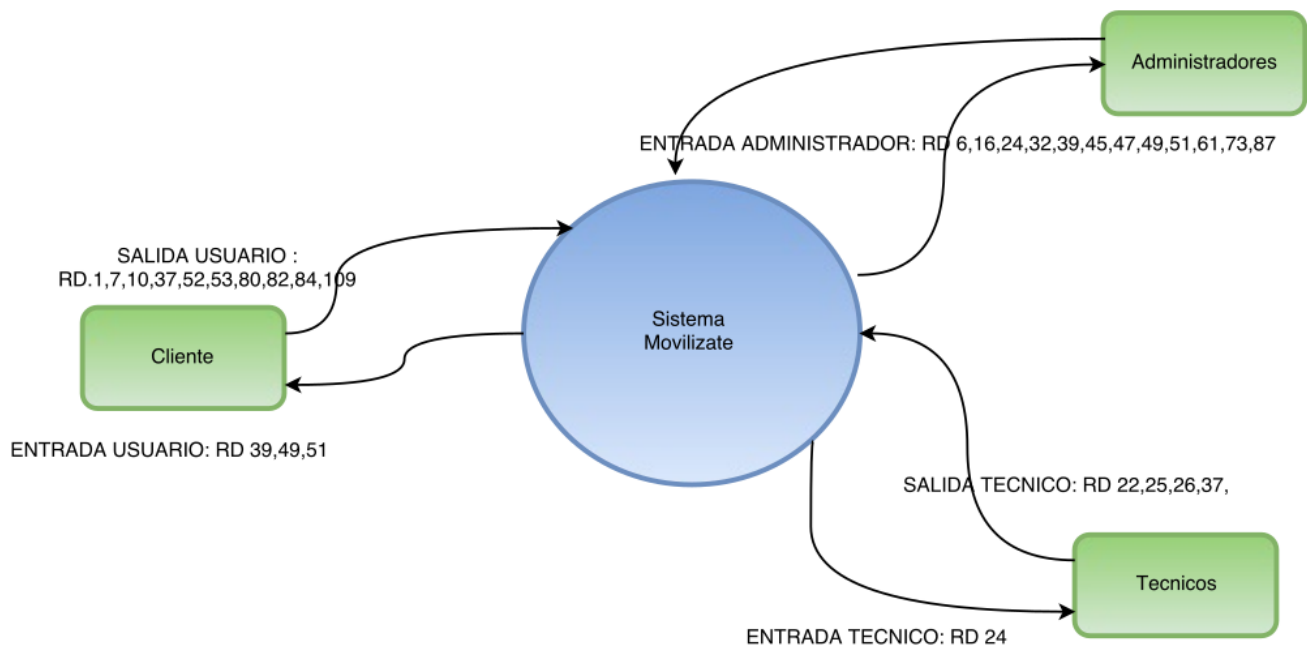 Administradores
ENTRADA ADMINISTRADOR: RD 6,16,24,32,39,45,47,49,51,61,73,87
SALIDA USUARIO :
RD.1,7,10,37,52,53,80,82,84,109
Cliente
Sistema
Movilizate
ENTRADA USUARIO: RD 39,49,51
SALIDA TECNICO: RD 22,25,26,37,
Tecnicos
ENTRADA TECNICO: RD 24